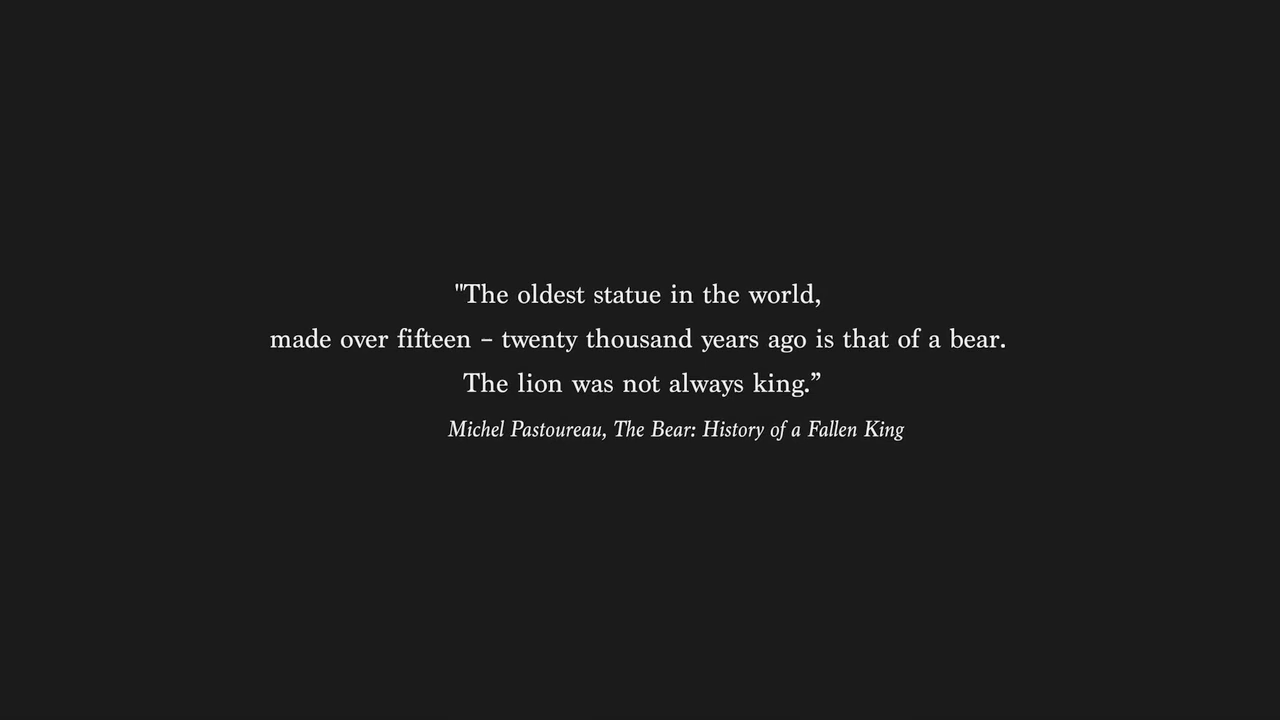 "The oldest statue in the world,
made over fifteen – twenty thousand years ago is that of a bear.
The lion was not always king.”
Michel Pastoureau, The Bear: History of a Fallen King